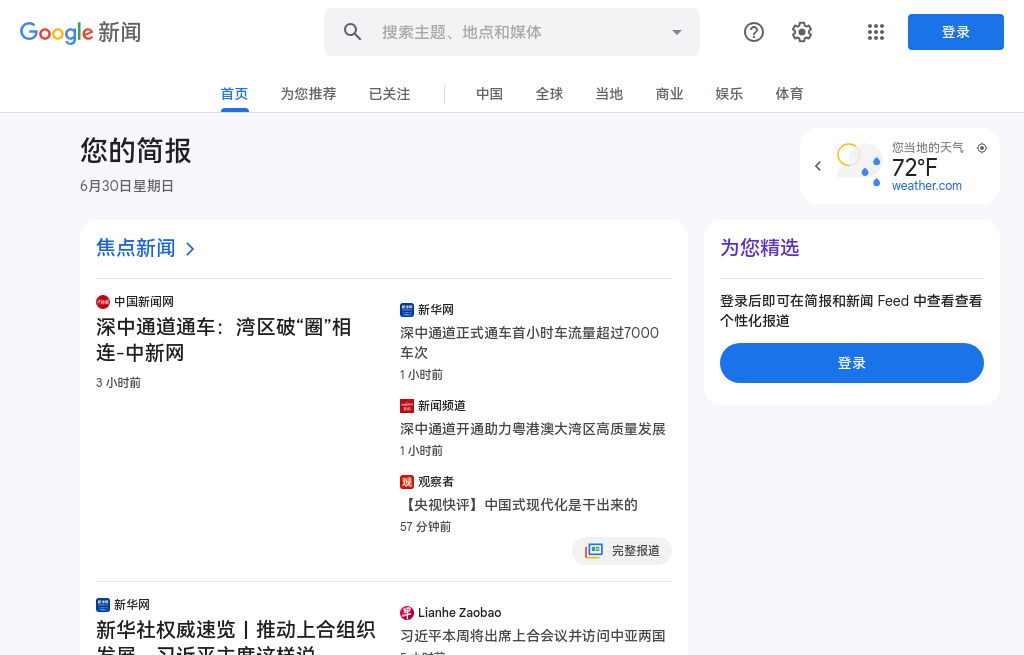 Google 新闻
搜索主题、地点和媒体
登录
首页 为您推荐 已关注 中国 全球 当地 商业 娱乐 体育
您的简报
6月30日星期日
您当地的天气
72°F
weather.com
焦点新闻
中国新闻网
深中通道通车：湾区破“圈”相
连-中新网
3 小时前
新华网
深中通道正式通车首小时车流量超过7000
车次
1 小时前
新闻频道
深中通道开通助力粤港澳大湾区高质量发展
1 小时前
观察者
【央视快评】中国式现代化是干出来的
57 分钟前
完整报道
为您精选
登录后即可在简报和新闻 Feed 中查看查看
个性化报道
登录
新华网
新华社权威速览丨推动上合组织
发展，习近平主席这样说
Lianhe Zaobao
习近平本周将出席上合会议并访问中亚两国
5 小时前